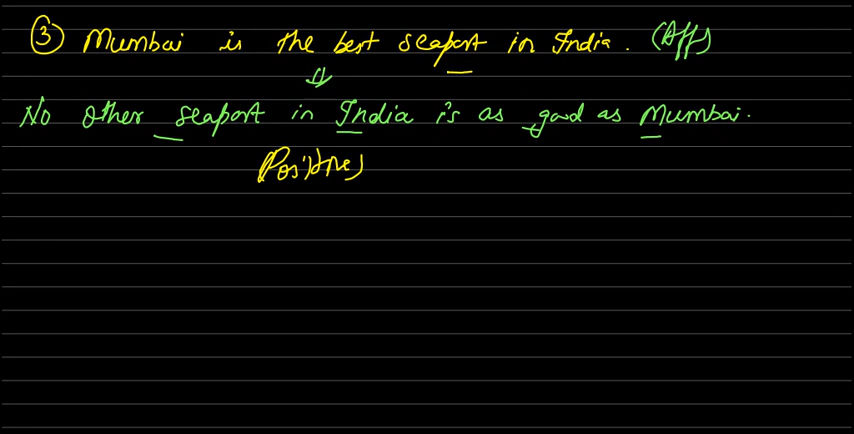 ③ Mumbai is the best seaport in India. (Aff)
⇓
No Other seaport in India is as good as Mumbai.
(Positive)